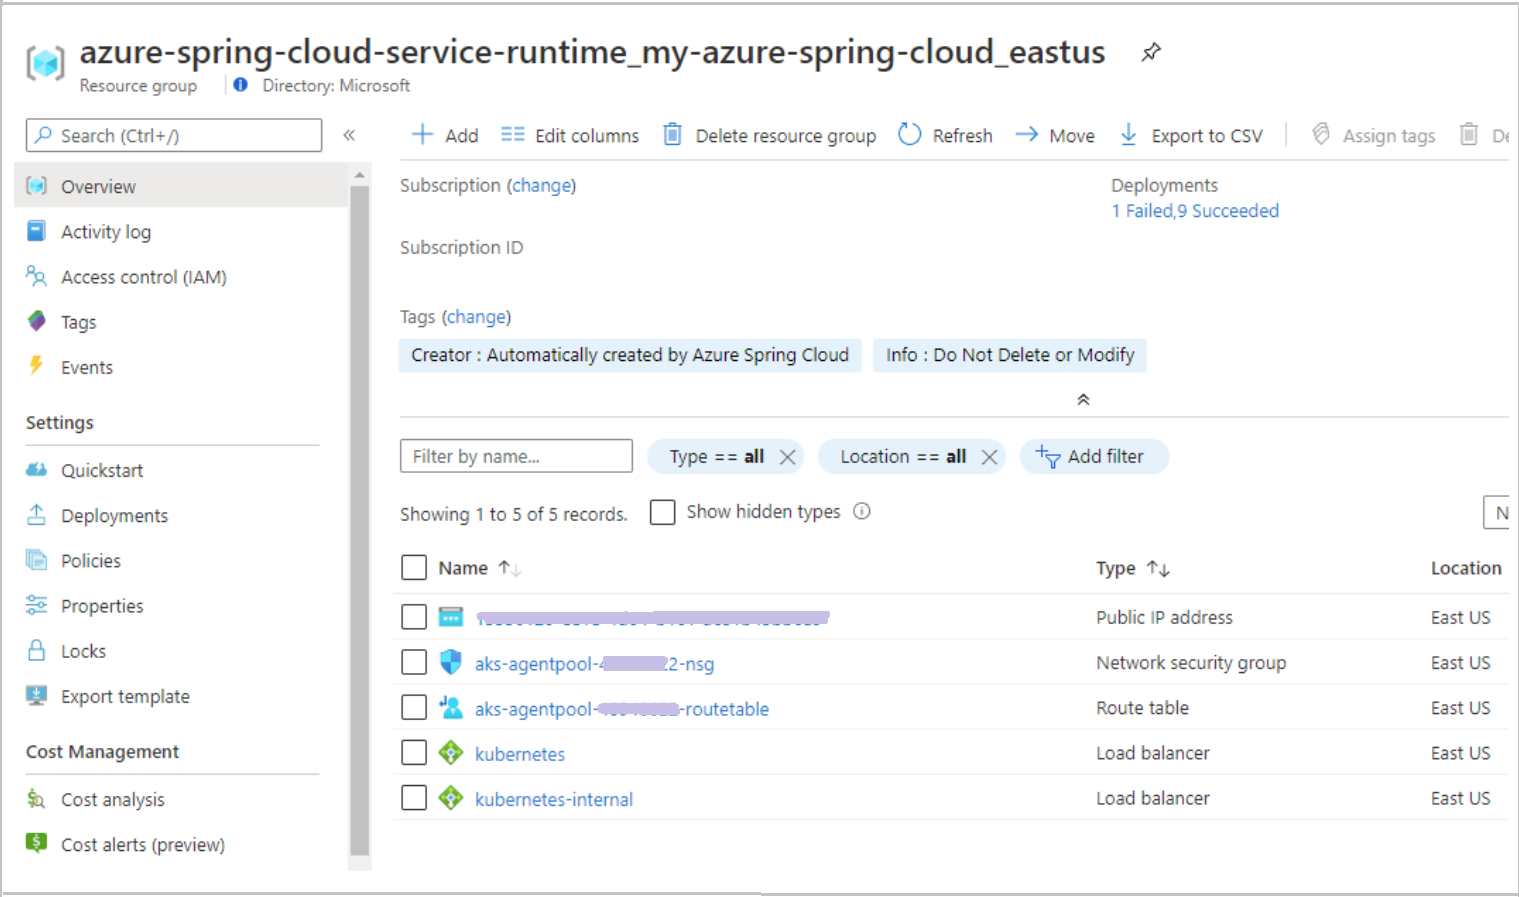 azure-spring-cloud-service-runtime_my-azure-spring-cloud_eastus
Resource group
Directory: Microsoft
Search (Ctrl+/)
«
Add
Edit columns
Delete resource group
Refresh
Move
Export to CSV
Assign tags
De
Overview
Activity log
Access control (IAM)
Tags
Events
Settings
Quickstart
Deployments
Policies
Properties
Locks
Export template
Cost Management
Cost analysis
Cost alerts (preview)
Subscription (change)
Deployments
1 Failed,9 Succeeded
Subscription ID
Tags (change)
Creator : Automatically created by Azure Spring Cloud
Info : Do Not Delete or Modify
Filter by name...
Type == all
Location == all
Add filter
Showing 1 to 5 of 5 records.
Show hidden types
N
Name
Type
Location
Public IP address
East US
aks-agentpool-
2-nsg
Network security group
East US
aks-agentpool-
-routetable
Route table
East US
kubernetes
Load balancer
East US
kubernetes-internal
Load balancer
East US